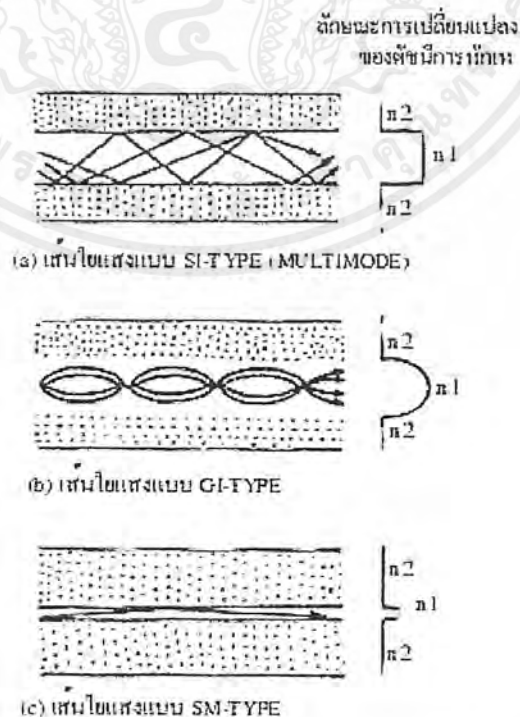 ลักษณะการเปลี่ยนแปลง
ของดัชนีการหักเห
n2
n1
n2
(a) เส้นใยแสงแบบ SI-TYPE (MULTIMODE)
n2
n1
n2
(b) เส้นใยแสงแบบ GI-TYPE
n2
n1
n2
(c) เส้นใยแสงแบบ SM-TYPE